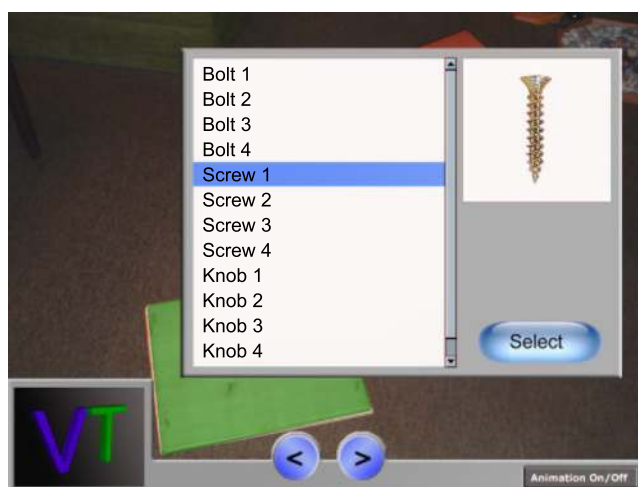 Bolt 1
Bolt 2
Bolt 3
Bolt 4
Screw 1
Screw 2
Screw 3
Screw 4
Knob 1
Knob 2
Knob 3
Knob 4
Select
VT
< >
Animation On/Off